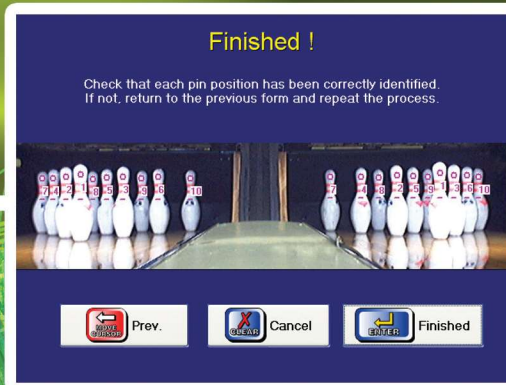 Finished !
Check that each pin position has been correctly identified.
If not, return to the previous form and repeat the process.
7 4 2 1 8 5 3 9 6 10
7 4 8 2 5 9 1 3 6 10
MOVE CURSOR Prev.
CLEAR Cancel
ENTER Finished